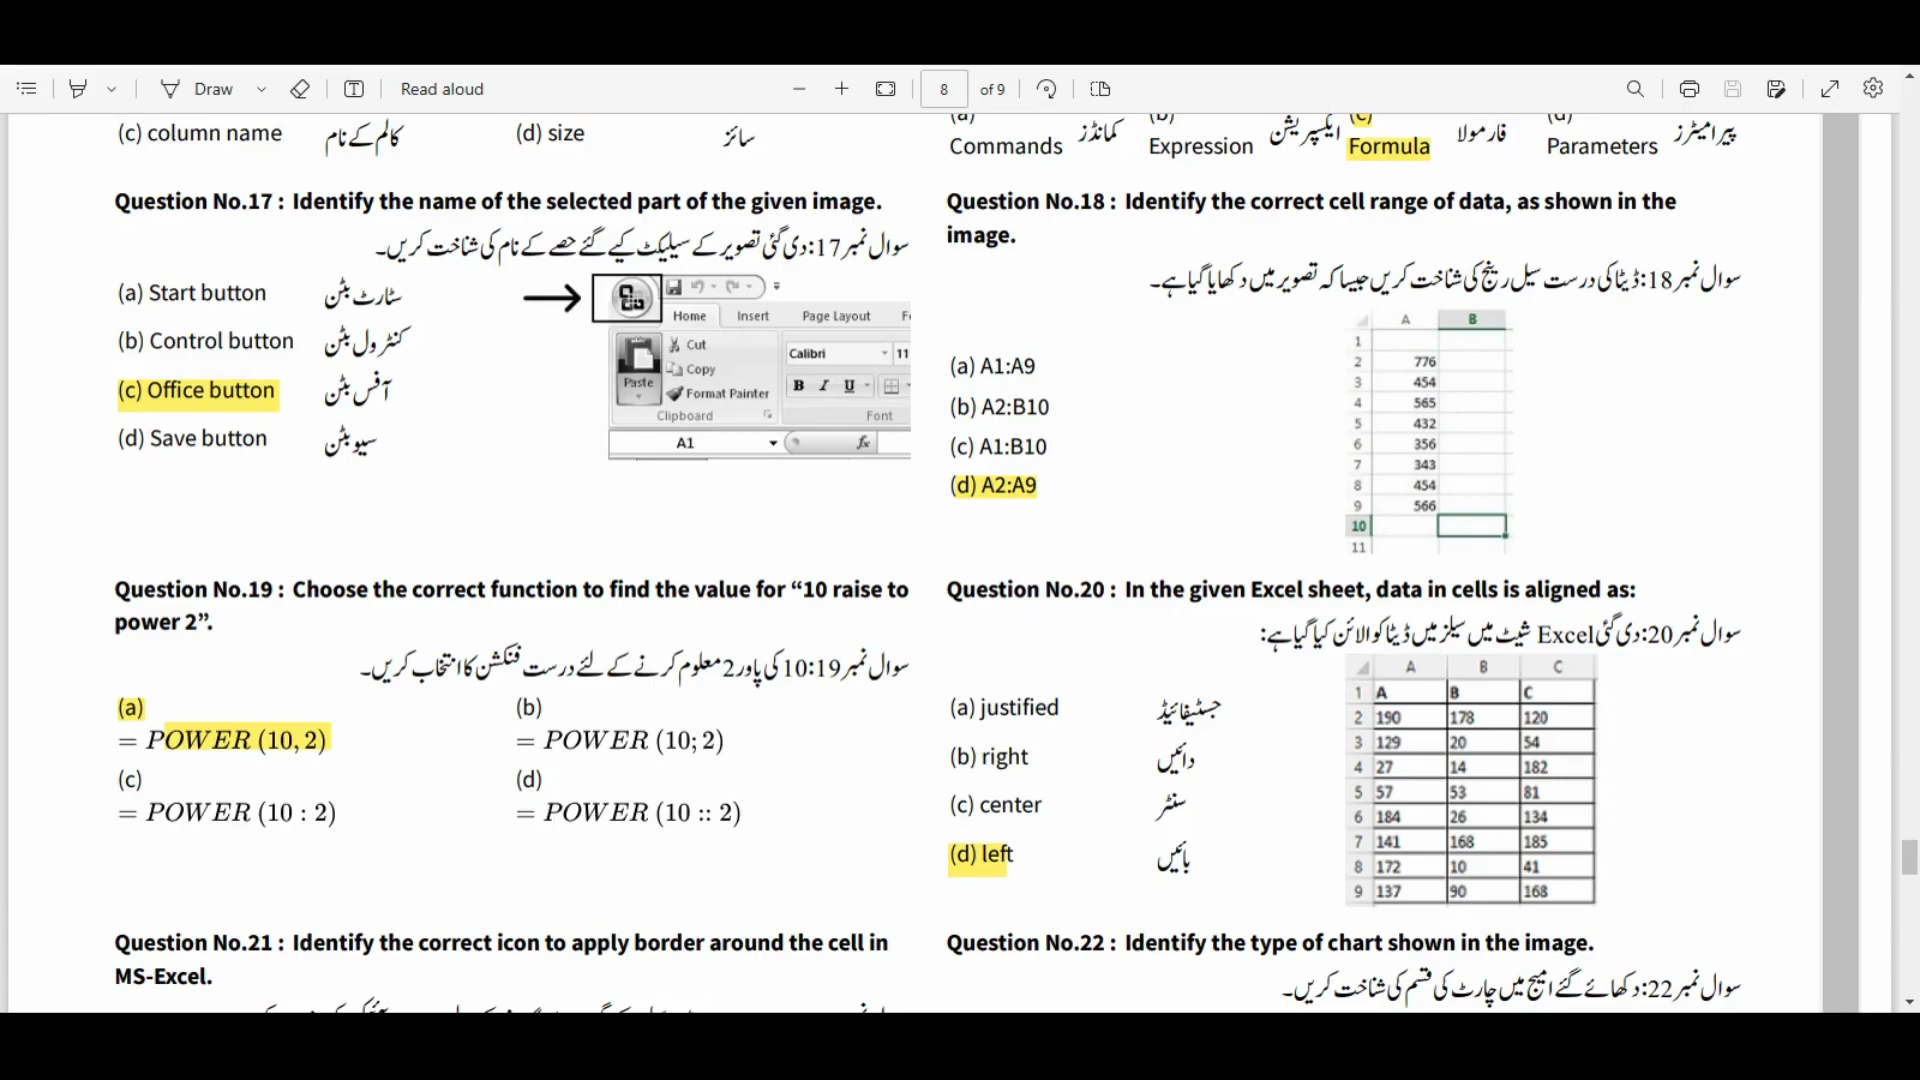 Draw
Read aloud
8
of 9
(c) column name
کالم کے نام
(d) size
سائز
(a)
Commands
کمانڈز
(b)
Expression
ایکسپریشن
(c)
Formula
فارمولا
(d)
Parameters
پیرامیٹرز
Question No.17 : Identify the name of the selected part of the given image.
سوال نمبر 17: دی گئی تصویر کے سیلیکٹ کیے گئے حصے کے نام کی شناخت کریں۔
(a) Start button
سٹارٹ بٹن
(b) Control button
کنٹرول بٹن
(c) Office button
آفس بٹن
(d) Save button
سیو بٹن
Home Insert Page Layout
Cut
Copy
Format Painter
Paste
Clipboard
Calibri
11
B I U
Font
A1
fx
Question No.18 : Identify the correct cell range of data, as shown in the
image.
سوال نمبر 18: ڈیٹا کی درست سیل رینج کی شناخت کریں جیسا کہ تصویر میں دکھایا گیا ہے۔
(a) A1:A9
(b) A2:B10
(c) A1:B10
(d) A2:A9
A B
1
2 776
3 454
4 565
5 432
6 356
7 343
8 454
9 566
10
11
Question No.19 : Choose the correct function to find the value for “10 raise to
power 2”.
سوال نمبر 19: 10 کی پاور 2 معلوم کرنے کے لئے درست فنکشن کا انتخاب کریں۔
(a)
= POWER (10, 2)
(b)
= POWER (10; 2)
(c)
= POWER (10 : 2)
(d)
= POWER (10 :: 2)
Question No.20 : In the given Excel sheet, data in cells is aligned as:
سوال نمبر 20: دی گئی Excel شیٹ میں سیلز میں ڈیٹا کو الائن کیا گیا ہے:
(a) justified
جسٹیفائیڈ
(b) right
دائیں
(c) center
سنٹر
(d) left
بائیں
A B C
1 A B C
2 190 178 120
3 129 20 54
4 27 14 182
5 57 53 81
6 184 26 134
7 141 168 185
8 172 10 41
9 137 90 168
Question No.21 : Identify the correct icon to apply border around the cell in
MS-Excel.
Question No.22 : Identify the type of chart shown in the image.
سوال نمبر 22: دکھائے گئے امیج میں چارٹ کی قسم کی شناخت کریں۔